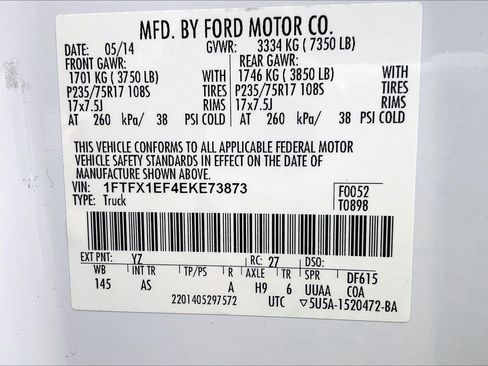 MFD. BY FORD MOTOR CO.
DATE: 05/14 GVWR: 3334 KG ( 7350 LB)
FRONT GAWR: REAR GAWR:
1701 KG ( 3750 LB) WITH 1746 KG ( 3850 LB) WITH
P235/75R17 108S TIRES P235/75R17 108S TIRES
17x7.5J RIMS 17x7.5J RIMS
AT 260 kPa/ 38 PSI COLD AT 260 kPa/ 38 PSI COLD
THIS VEHICLE CONFORMS TO ALL APPLICABLE FEDERAL MOTOR
VEHICLE SAFETY STANDARDS IN EFFECT ON THE DATE OF
MANUFACTURE SHOWN ABOVE.
VIN: 1FTFX1EF4EKE73873 F0052
TYPE: Truck T0898
EXT PNT: YZ RC: 27 DSO:
WB INT TR TP/PS R AXLE TR SPR DF615
145 AS A H9 6 UUAA COA
2201405297572 UTC ▽5U5A-1520472-BA